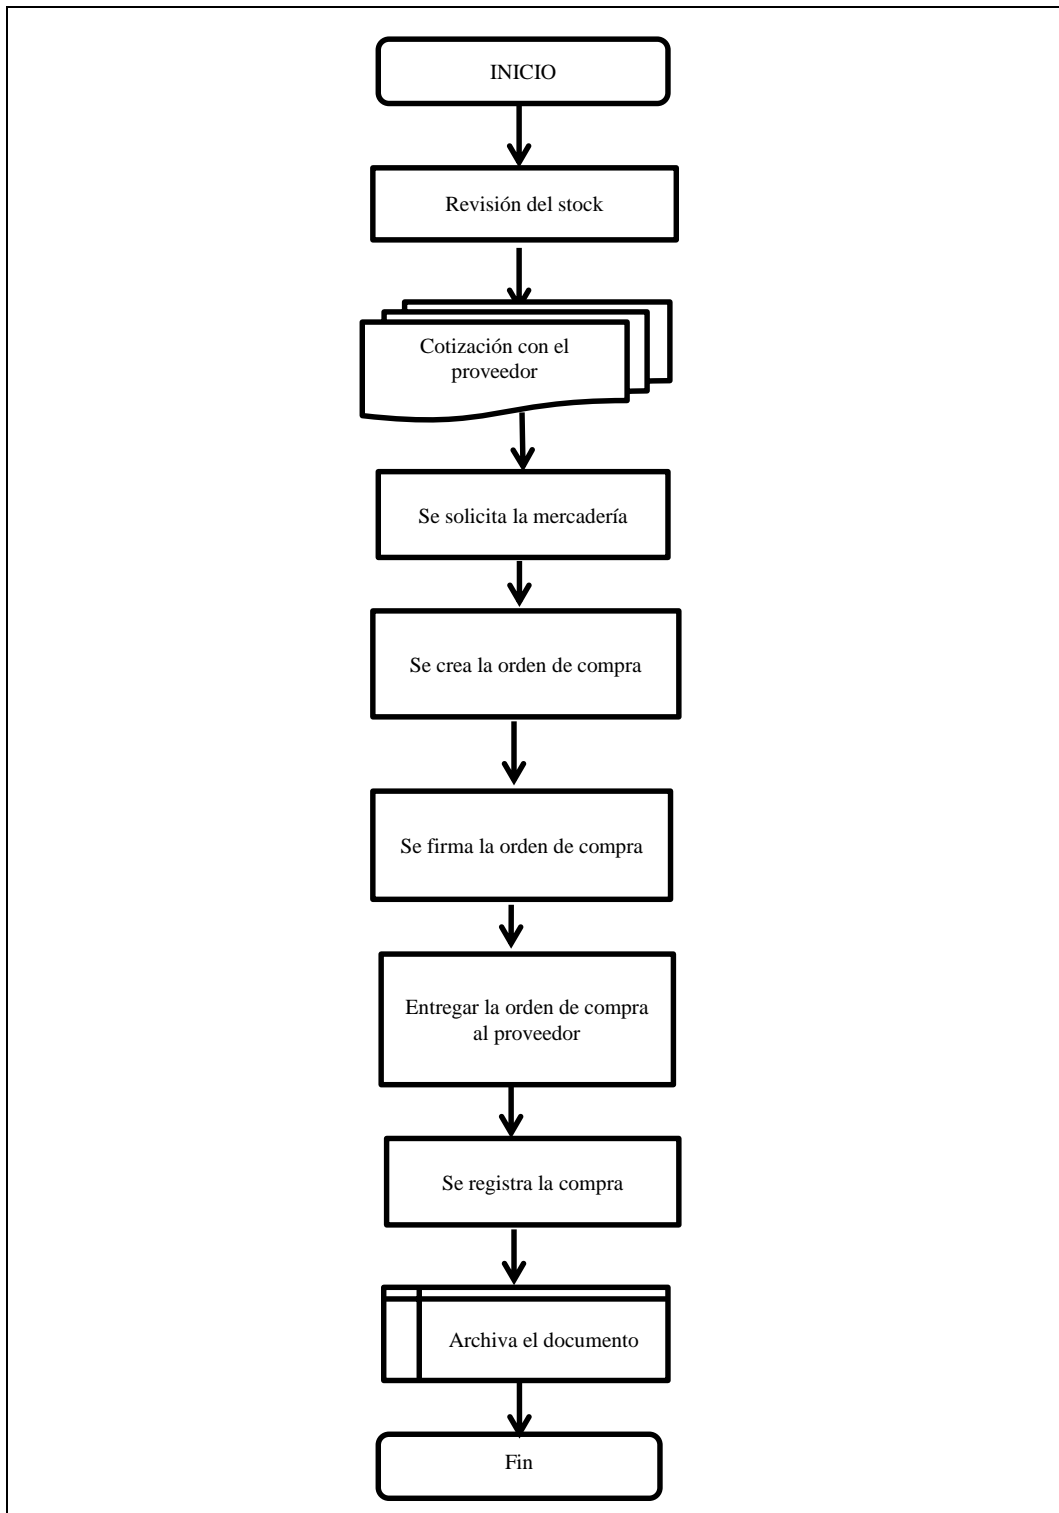 INICIO
Revisión del stock
Cotización con el
proveedor
Se solicita la mercadería
Se crea la orden de compra
Se firma la orden de compra
Entregar la orden de compra
al proveedor
Se registra la compra
Archiva el documento
Fin